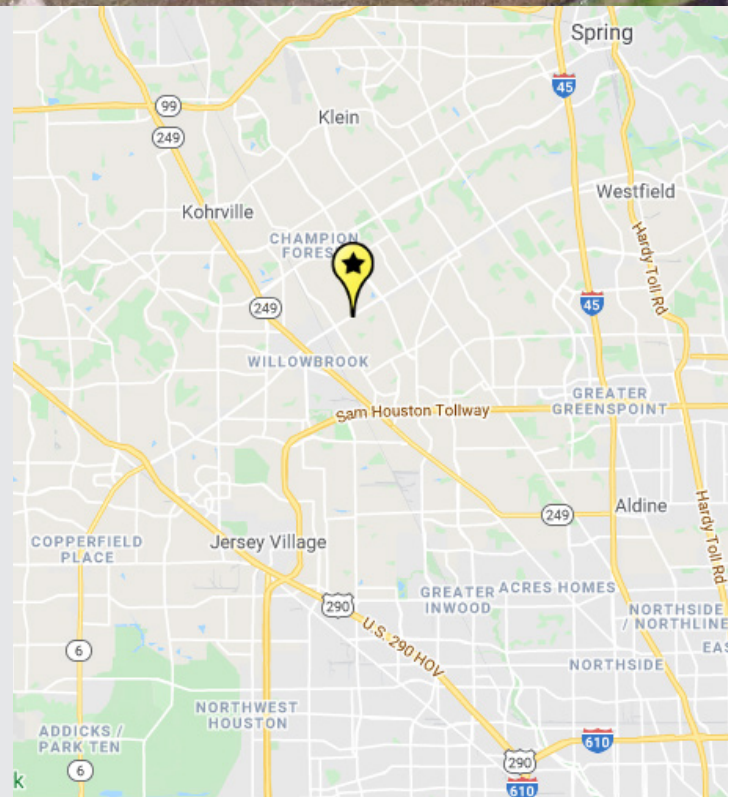 Spring
45
99
Klein
249
Westfield
Kohrville
CHAMPION
Hardy Toll Rd
45
249
WILLOWBROOK
GREATER
GREENSPOINT
Sam Houston Tollway
Hardy Toll Rd
Aldine
249
COPPERFIELD
PLACE
Jersey Village
GREATER
INWOOD
ACRES HOMES
290
NORTHSIDE
/ NORTHLINE
U.S. 290 HOV
6
NORTHSIDE
NORTHWEST
HOUSTON
ADDICKS /
PARK TEN
610
290
6
610